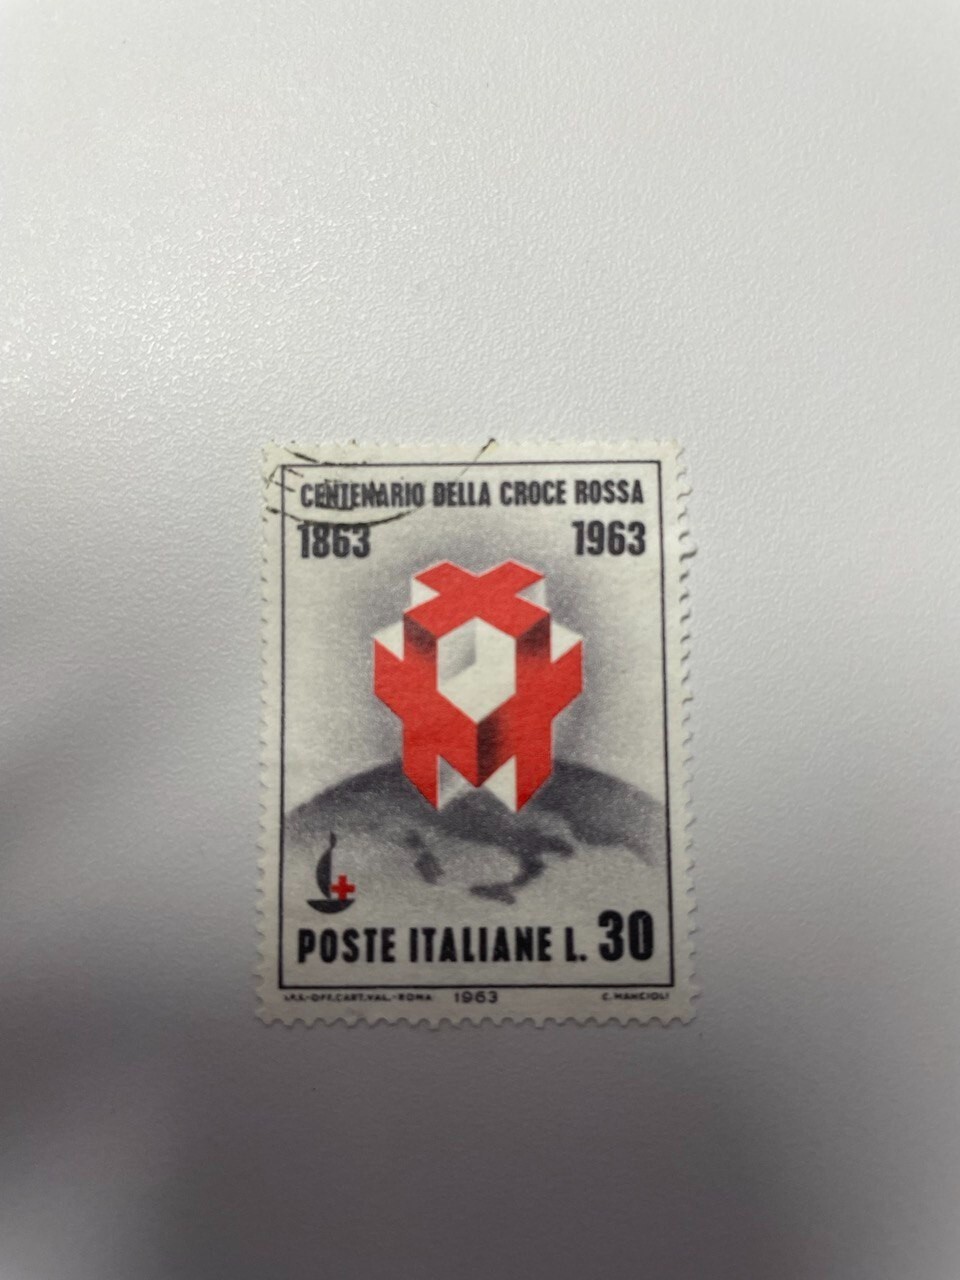 CENTENARIO DELLA CROCE ROSSA
1863 1963
POSTE ITALIANE L. 30
I.P.S.-OFF.CART.VAL.-ROMA 1963 C. MANCIOLI